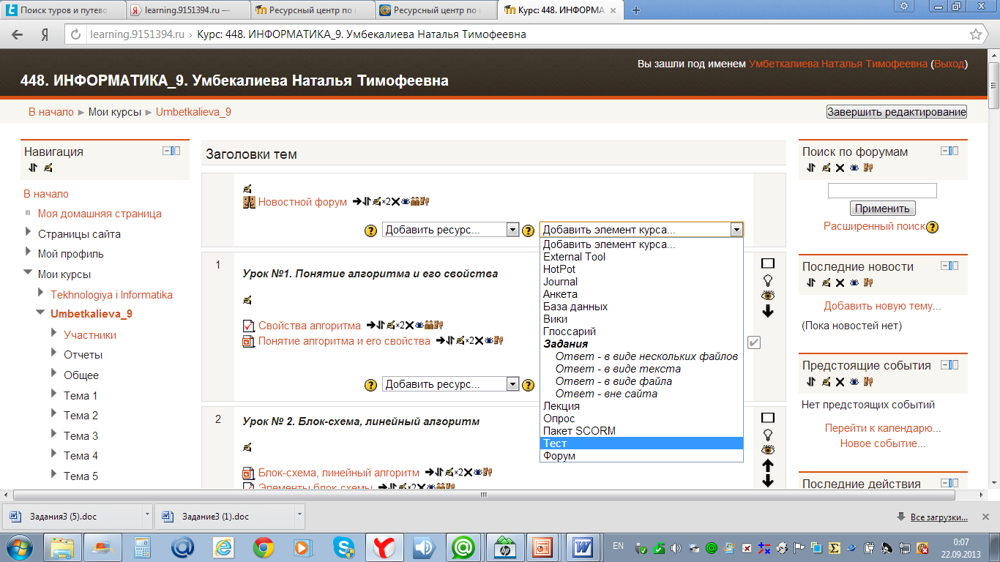 Поиск туров и путево
learning.9151394.ru —
Ресурсный центр по
Ресурсный центр по
Курс: 448. ИНФОРМА
learning.9151394.ru › Курс: 448. ИНФОРМАТИКА_9. Умбекалиева Наталья Тимофеевна
Вы зашли под именем Умбеткалиева Наталья Тимофеевна (Выход)
448. ИНФОРМАТИКА_9. Умбекалиева Наталья Тимофеевна
В начало ► Мои курсы ► Umbetkalieva_9
Завершить редактирование
Навигация
В начало
Моя домашняя страница
Страницы сайта
Мой профиль
Мои курсы
Tekhnologiya i Informatika
Umbetkalieva_9
Участники
Отчеты
Общее
Тема 1
Тема 2
Тема 3
Тема 4
Тема 5
Заголовки тем
Новостной форум ×2
Добавить ресурс...
Добавить элемент курса...
Добавить элемент курса...
External Tool
HotPot
Journal
Анкета
База данных
Вики
Глоссарий
Задания
Ответ - в виде нескольких файлов
Ответ - в виде текста
Ответ - в виде файла
Ответ - вне сайта
Лекция
Опрос
Пакет SCORM
Тест
Форум
1
Урок №1. Понятие алгоритма и его свойства
Свойства алгоритма ×2
Понятие алгоритма и его свойства ×2
Добавить ресурс...
2
Урок № 2. Блок-схема, линейный алгоритм
Блок-схема, линейный алгоритм ×2
Элементы блок-схемы ×2
Поиск по форумам
Применить
Расширенный поиск
Последние новости
Добавить новую тему...
(Пока новостей нет)
Предстоящие события
Нет предстоящих событий
Перейти к календарю...
Новое событие...
Последние действия
Задания3 (5).doc
Задание3 (1).doc
Все загрузки...
EN
0:07
22.09.2013